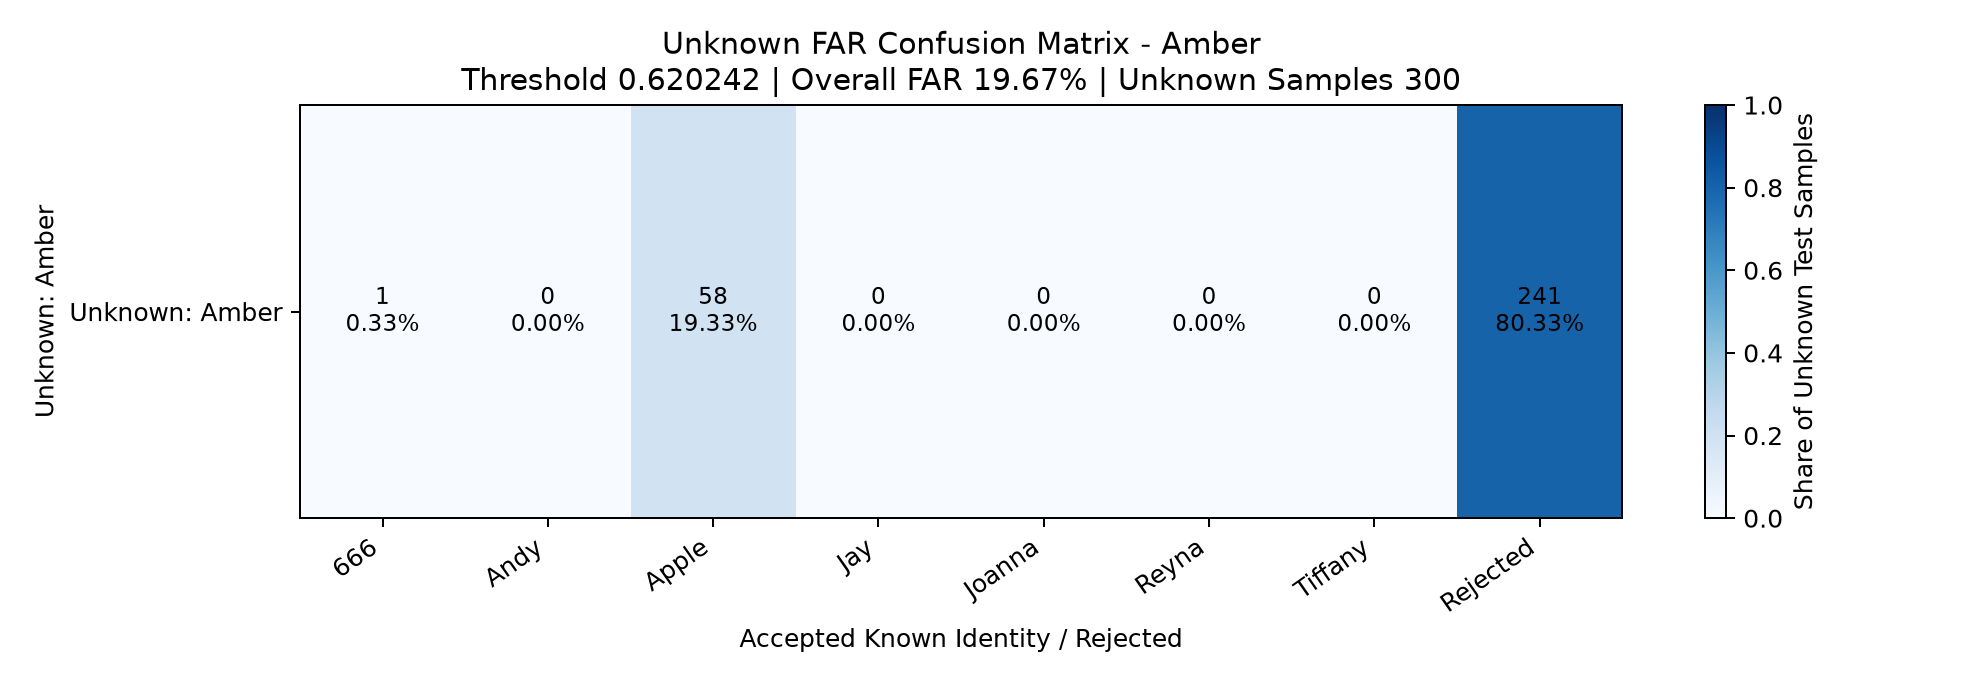 Unknown FAR Confusion Matrix - Amber
Threshold 0.620242 | Overall FAR 19.67% | Unknown Samples 300
Unknown: Amber
Unknown: Amber
1
0.33%
0
0.00%
58
19.33%
0
0.00%
0
0.00%
0
0.00%
0
0.00%
241
80.33%
666
Andy
Apple
Jay
Joanna
Reyna
Tiffany
Rejected
Accepted Known Identity / Rejected
1.0
0.8
0.6
0.4
0.2
0.0
Share of Unknown Test Samples